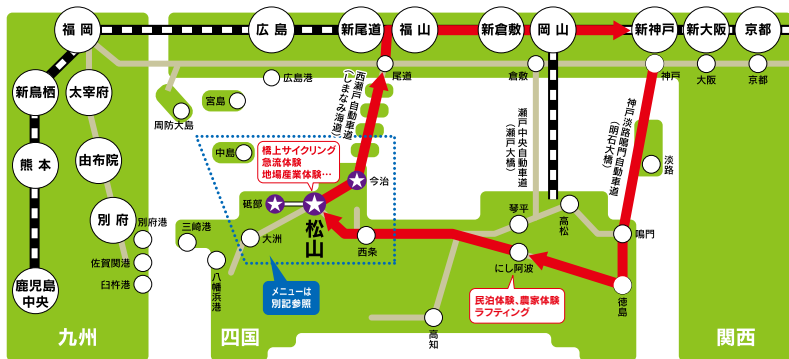 福岡
広島
新尾道
福山
新倉敷
岡山
新神戸
新大阪
京都
新鳥栖
太宰府
広島港
尾道
倉敷
神戸
大阪
京都
周防大島
宮島
西瀬戸自動車道
(しまなみ海道)
瀬戸中央自動車道
(瀬戸大橋)
神戸淡路鳴門自動車道
(明石大橋)
熊本
由布院
中島
橋上サイクリング
急流体験
地場産業体験…
今治
淡路
別府
別府港
佐賀関港
臼杵港
三崎港
八幡浜港
砥部
松山
大洲
西条
琴平
高松
鳴門
にし阿波
徳島
鹿児島
中央
メニューは
別記参照
民泊体験、農家体験
ラフティング
高知
九州
四国
関西